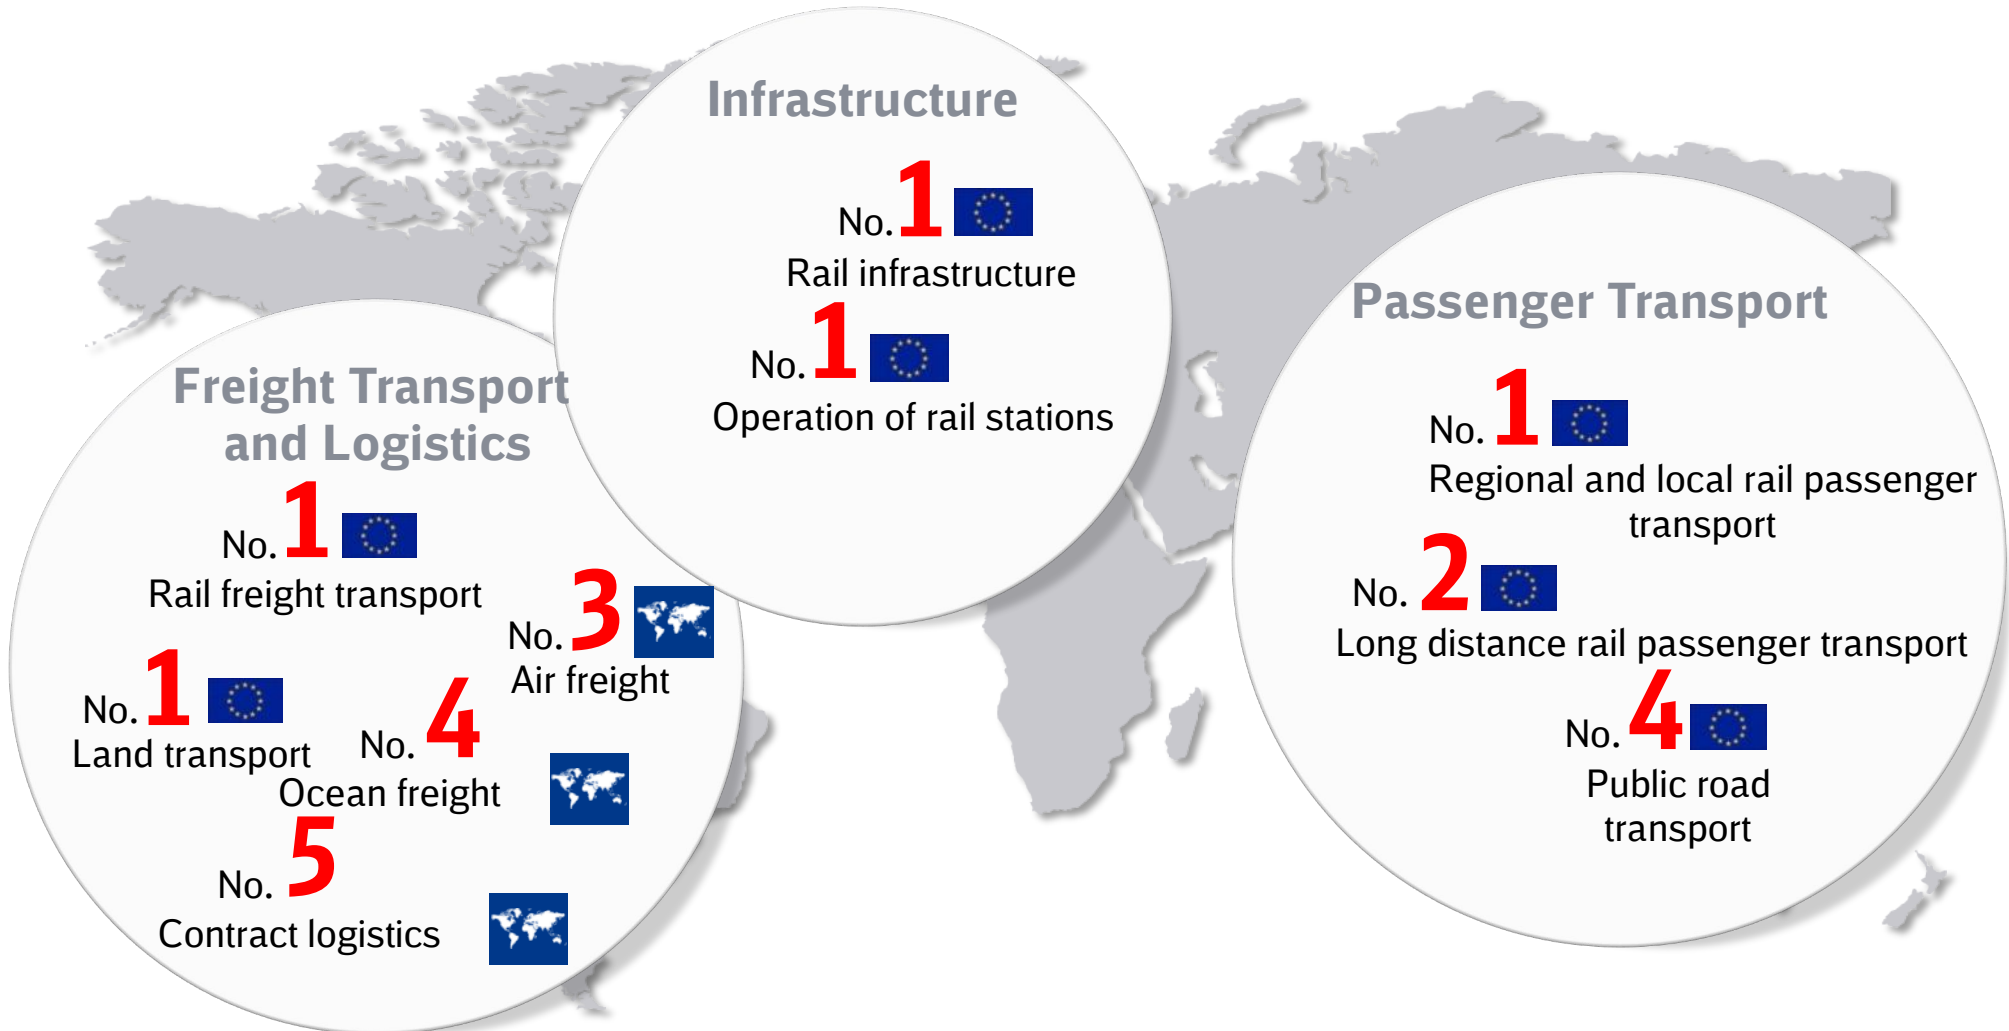 Infrastructure
No. 1
Rail infrastructure
No. 1
Operation of rail stations
Freight Transport
and Logistics
No. 1
Rail freight transport
No. 3
Air freight
No. 1
Land transport
No. 4
Ocean freight
No. 5
Contract logistics
Passenger Transport
No. 1
Regional and local rail passenger
transport
No. 2
Long distance rail passenger transport
No. 4
Public road
transport